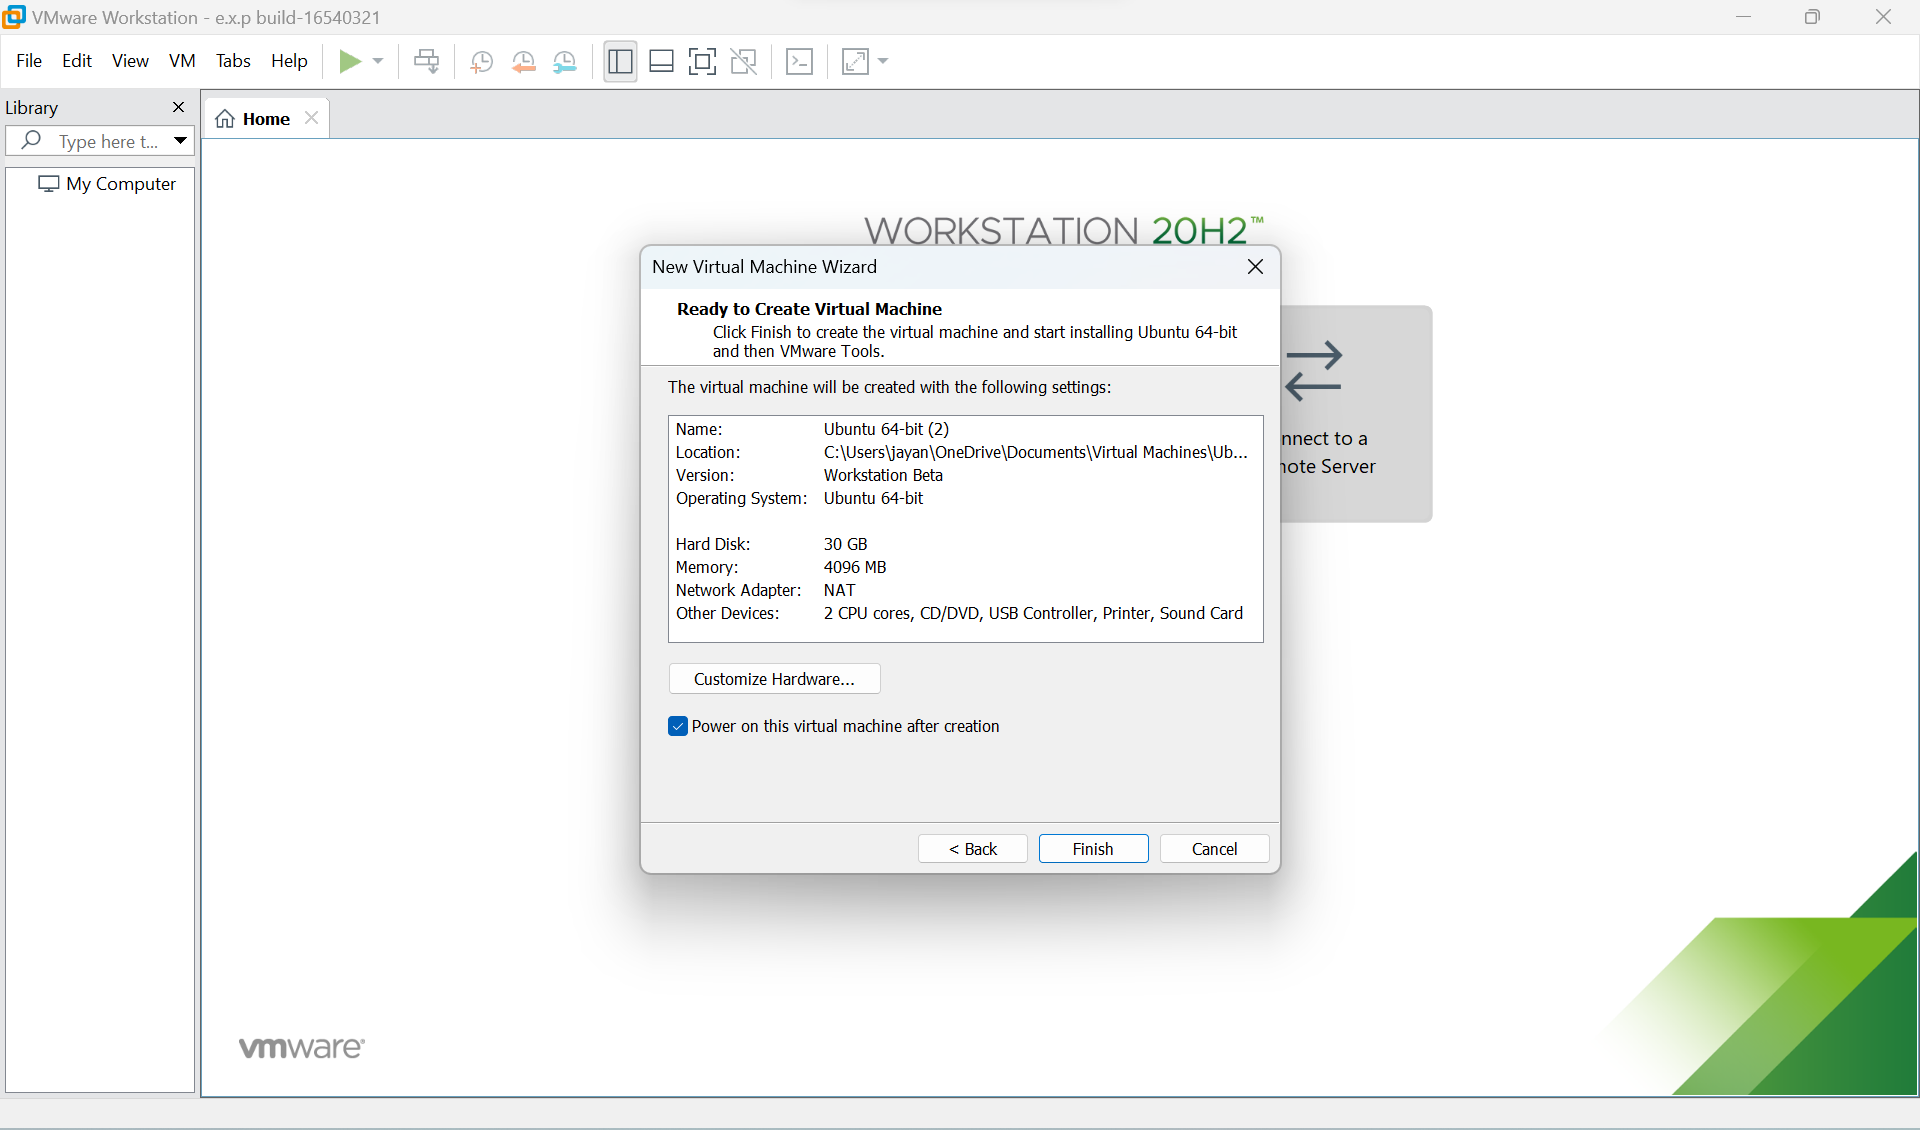 VMware Workstation - e.x.p build-16540321
File Edit View VM Tabs Help
Library
Home
Type here t...
My Computer
WORKSTATION 20H2™
New Virtual Machine Wizard
Ready to Create Virtual Machine
Click Finish to create the virtual machine and start installing Ubuntu 64-bit
and then VMware Tools.
The virtual machine will be created with the following settings:
Name: Ubuntu 64-bit (2)
Location: C:\Users\jayan\OneDrive\Documents\Virtual Machines\Ub...
Version: Workstation Beta
Operating System: Ubuntu 64-bit
Hard Disk: 30 GB
Memory: 4096 MB
Network Adapter: NAT
Other Devices: 2 CPU cores, CD/DVD, USB Controller, Printer, Sound Card
nnect to a
note Server
Customize Hardware...
Power on this virtual machine after creation
< Back Finish Cancel
vmware®